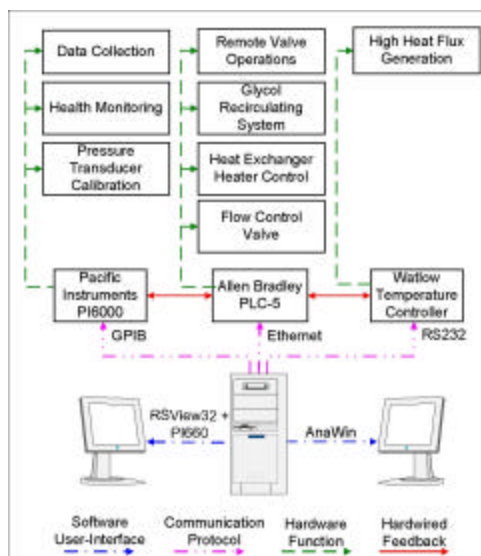 Data Collection
Health Monitoring
Pressure
Transducer
Calibration
Remote Valve
Operations
Glycol
Recirculating
System
Heat Exchanger
Heater Control
Flow Control
Valve
High Heat Flux
Generation
Pacific
Instruments
PI6000
Allen Bradley
PLC-5
Watlow
Temperature
Controller
GPIB
Ethernet
RS232
RSView32 +
PI660
AnaWin
Software
User-Interface
Communication
Protocol
Hardware
Function
Hardwired
Feedback